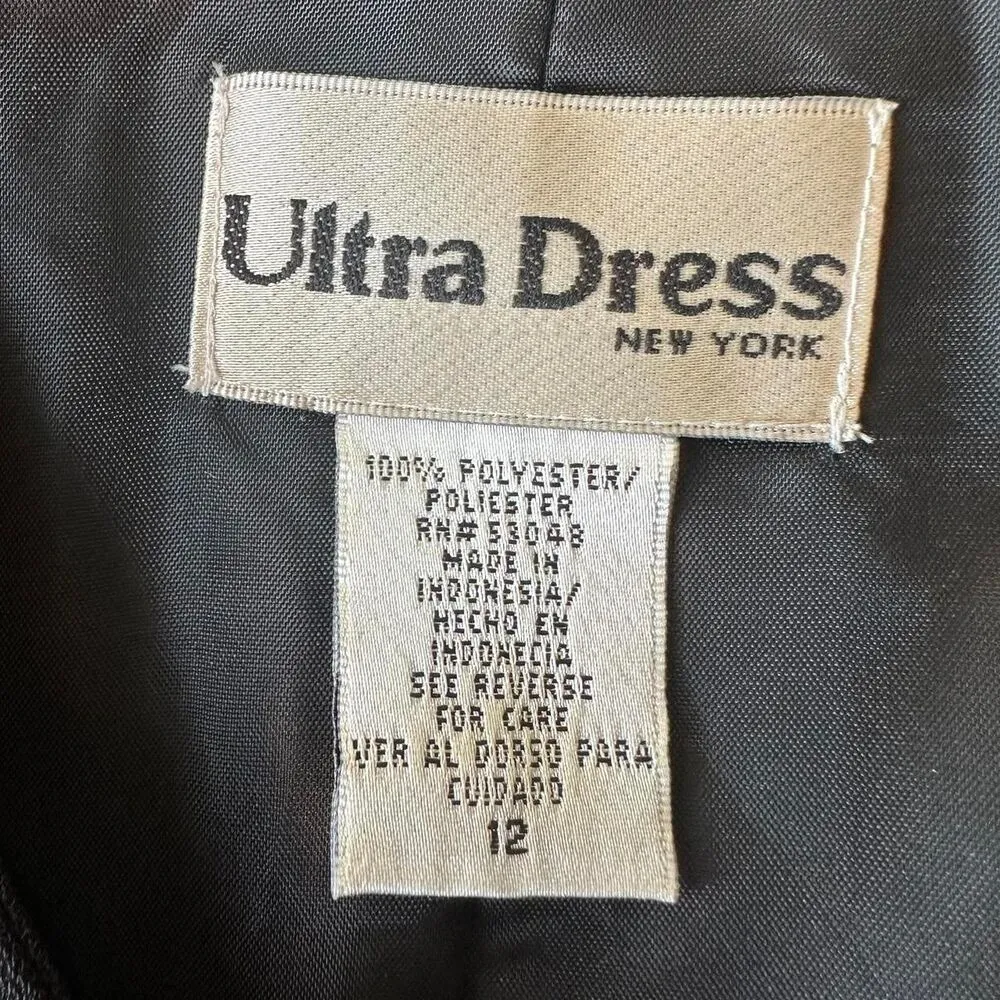 Ultra Dress
NEW YORK
100% POLYESTER/
POLIESTER
RN# 53048
MADE IN
INDONESIA/
HECHO EN
INDONECIA
SEE REVERSE
FOR CARE
VER AL DORSO PARA
CUIDADO
12